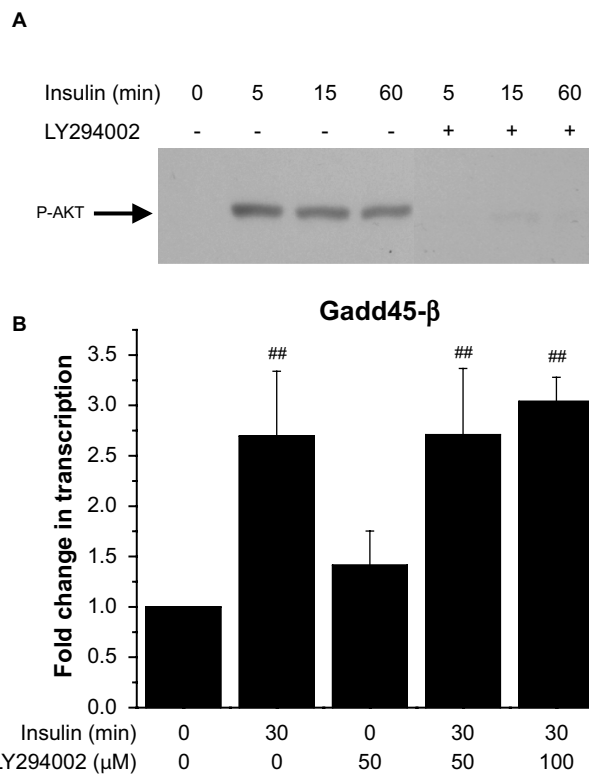 A
Insulin (min) 0 5 15 60 5 15 60
LY294002 - - - - + + +
P-AKT
B
Gadd45-β
Fold change in transcription
3.5
3.0
2.5
2.0
1.5
1.0
0.5
0.0
## ## ##
Insulin (min) 0 30 0 30 30
LY294002 (µM) 0 0 50 50 100